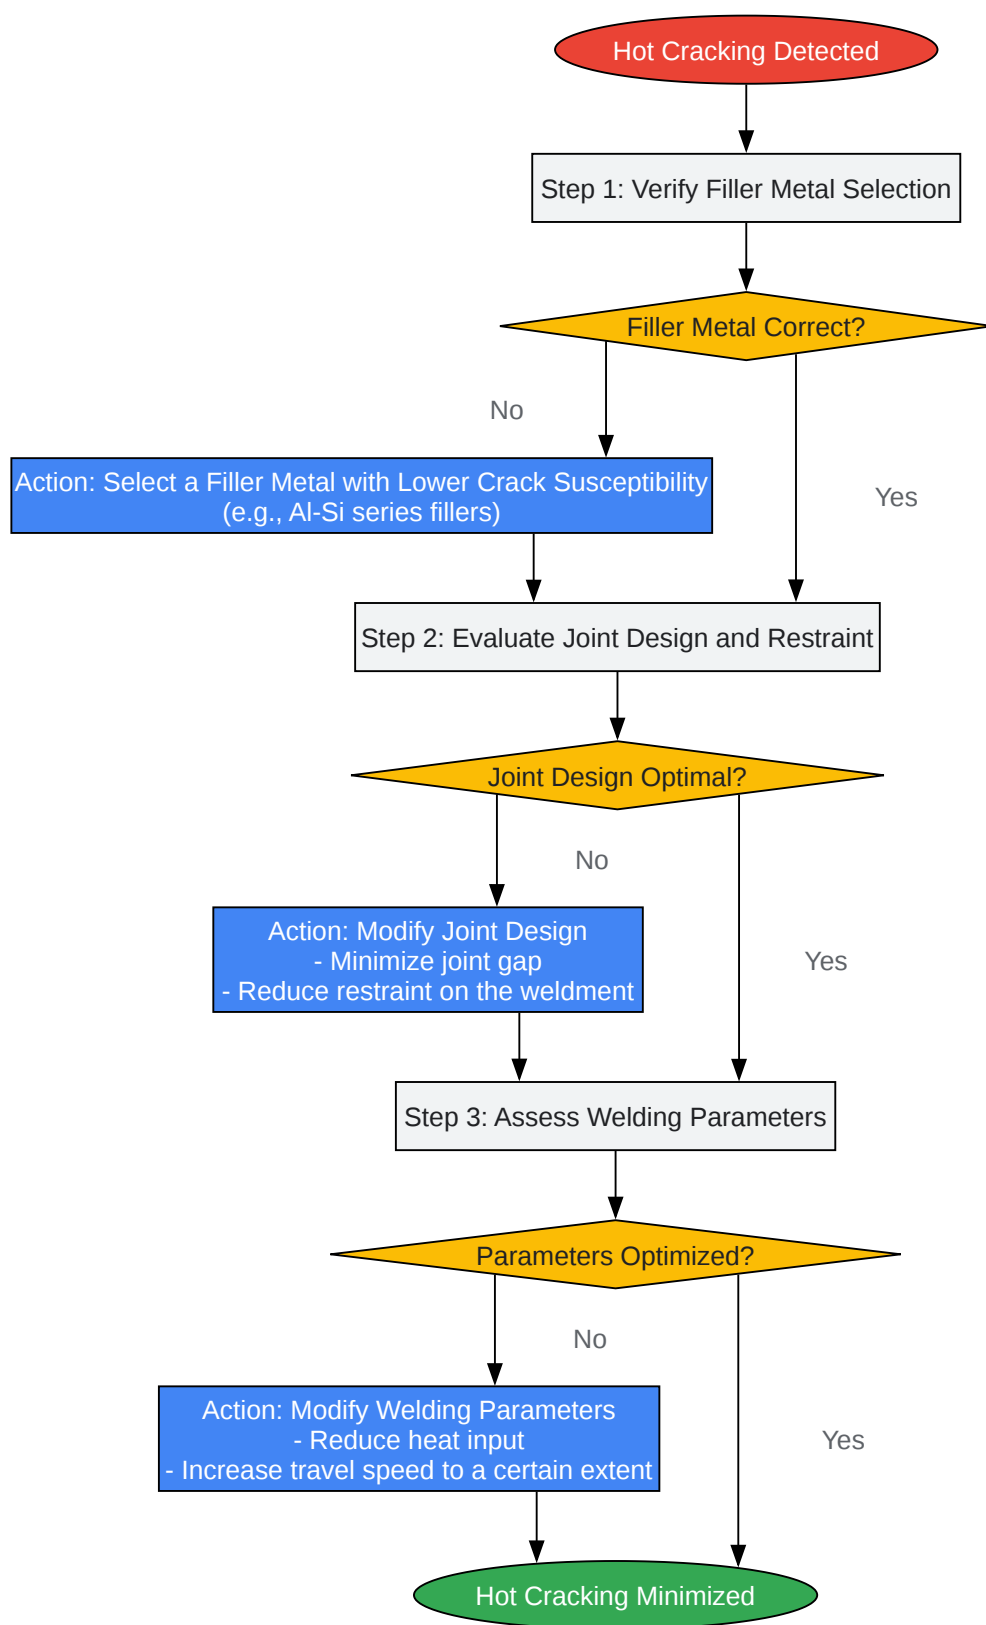 Hot Cracking Detected
Step 1: Verify Filler Metal Selection
Filler Metal Correct?
No
Action: Select a Filler Metal with Lower Crack Susceptibility
(e.g., Al-Si series fillers)
Yes
Step 2: Evaluate Joint Design and Restraint
Joint Design Optimal?
No
Action: Modify Joint Design
- Minimize joint gap
- Reduce restraint on the weldment
Yes
Step 3: Assess Welding Parameters
Parameters Optimized?
No
Action: Modify Welding Parameters
- Reduce heat input
- Increase travel speed to a certain extent
Yes
Hot Cracking Minimized